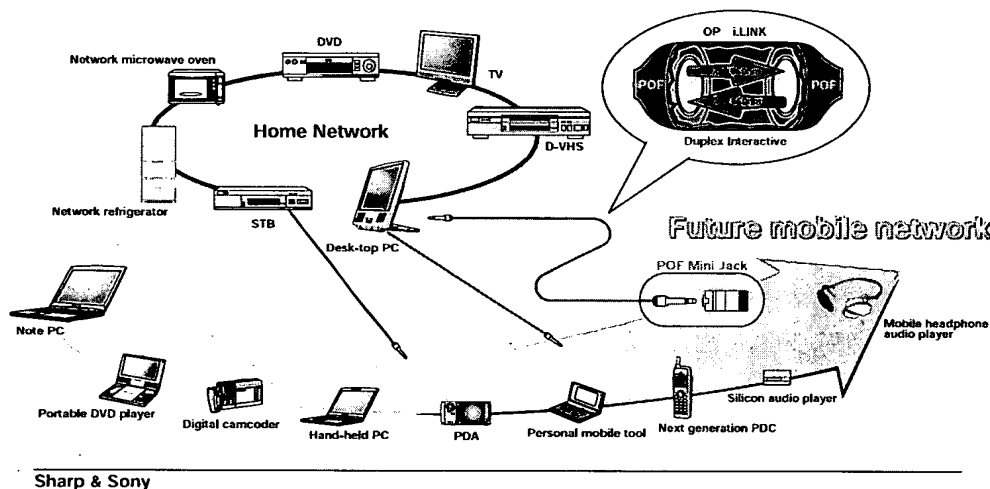 DVD
OP i.LINK
Network microwave oven
TV
POF
POF
Home Network
D-VHS
Duplex Interactive
Network refrigerator
STB
Desk-top PC
Future mobile network
POF Mini Jack
Note PC
Mobile headphone
audio player
Portable DVD player
Digital camcoder
Hand-held PC
PDA
Personal mobile tool
Next generation PDC
Silicon audio player
Sharp & Sony